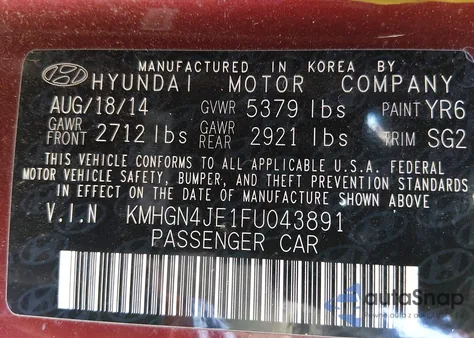 MANUFACTURED IN KOREA BY
HYUNDAI MOTOR COMPANY
AUG/18/14 GVWR 5379 lbs PAINT YR6
GAWR FRONT 2712 lbs GAWR REAR 2921 lbs TRIM SG2
THIS VEHICLE CONFORMS TO ALL APPLICABLE U.S.A. FEDERAL
MOTOR VEHICLE SAFETY, BUMPER, AND THEFT PREVENTION STANDARDS
IN EFFECT ON THE DATE OF MANUFACTURE SHOWN ABOVE
V.I.N KMHGN4JE1FU043891
PASSENGER CAR
autoSnap